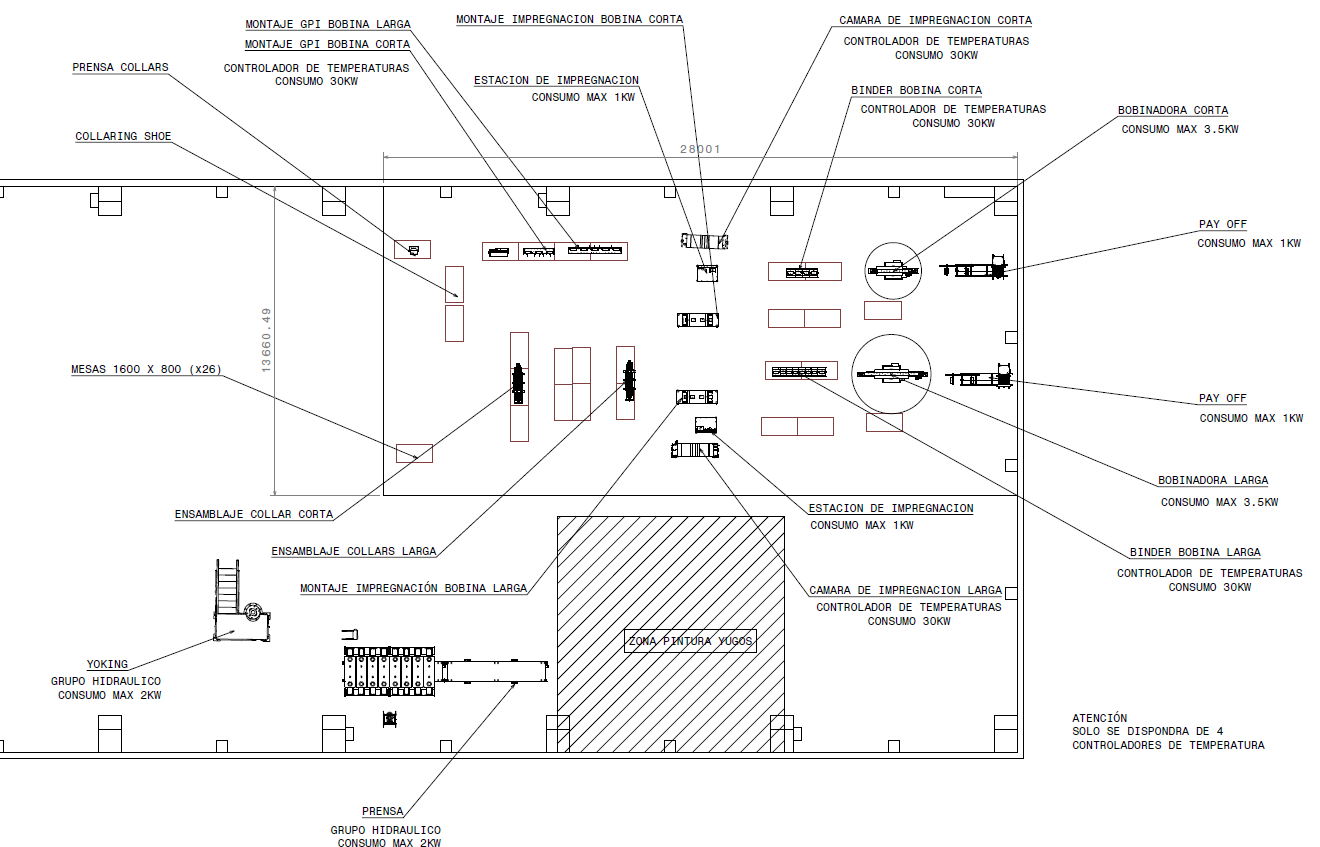 MONTAJE GPI BOBINA LARGA
MONTAJE GPI BOBINA CORTA
CONTROLADOR DE TEMPERATURAS
CONSUMO 30KW
MONTAJE IMPREGNACION BOBINA CORTA
CAMARA DE IMPREGNACION CORTA
CONTROLADOR DE TEMPERATURAS
CONSUMO 30KW
PRENSA COLLARS
ESTACION DE IMPREGNACION
CONSUMO MAX 1KW
BINDER BOBINA CORTA
CONTROLADOR DE TEMPERATURAS
CONSUMO 30KW
BOBINADORA CORTA
CONSUMO MAX 3.5KW
COLLARING SHOE
28001
PAY OFF
CONSUMO MAX 1KW
13660.49
MESAS 1600 X 800 (X26)
PAY OFF
CONSUMO MAX 1KW
BOBINADORA LARGA
CONSUMO MAX 3.5KW
ENSAMBLAJE COLLAR CORTA
ESTACION DE IMPREGNACION
CONSUMO MAX 1KW
ENSAMBLAJE COLLARS LARGA
BINDER BOBINA LARGA
CONTROLADOR DE TEMPERATURAS
CONSUMO 30KW
MONTAJE IMPREGNACIÓN BOBINA LARGA
CAMARA DE IMPREGNACION LARGA
CONTROLADOR DE TEMPERATURAS
CONSUMO 30KW
ZONA PINTURA YUGOS
YOKING
GRUPO HIDRAULICO
CONSUMO MAX 2KW
ATENCIÓN
SOLO SE DISPONDRA DE 4
CONTROLADORES DE TEMPERATURA
PRENSA
GRUPO HIDRAULICO
CONSUMO MAX 2KW